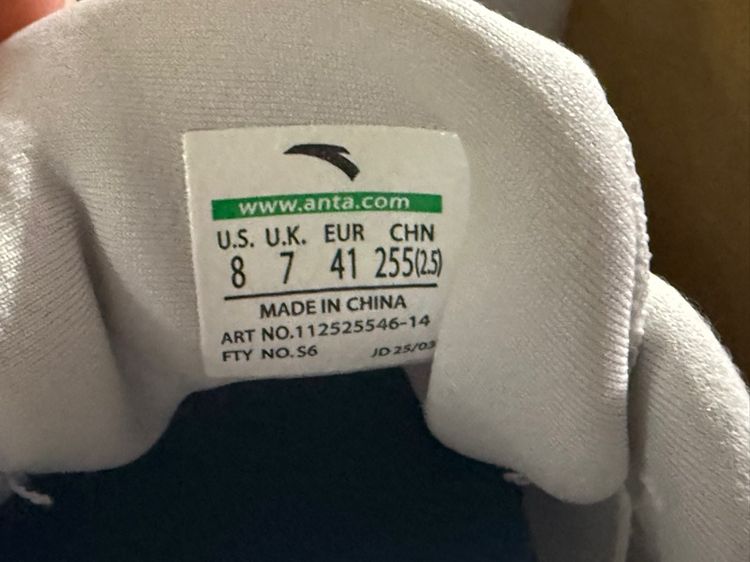 www.anta.com
U.S. U.K. EUR CHN
8 7 41 255(2.5)
MADE IN CHINA
ART NO.112525546-14
FTY NO.S6 JD 25/03